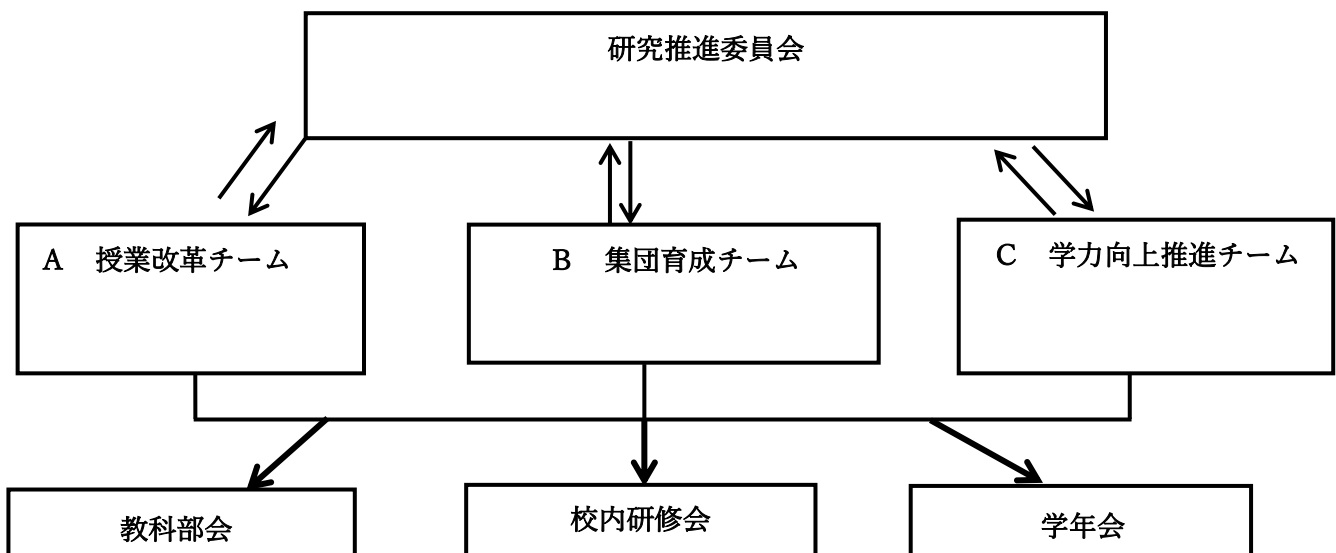 研究推進委員会
A 授業改革チーム
B 集団育成チーム
C 学力向上推進チーム
教科部会
校内研修会
学年会